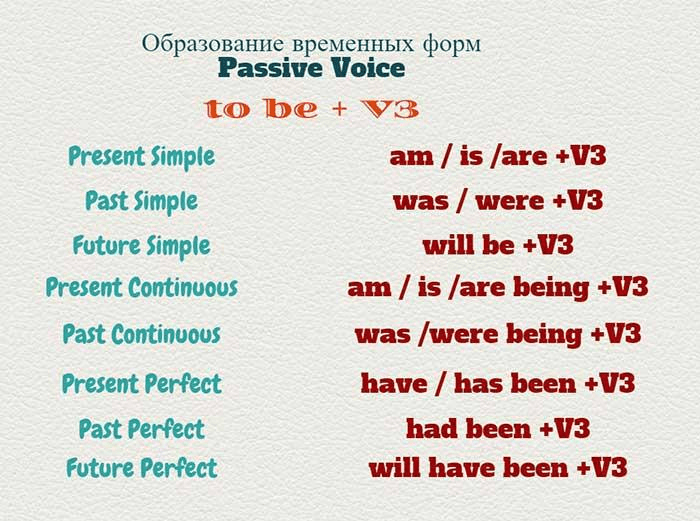 Образование временных форм
Passive Voice
to be + V3
Present Simple am / is /are +V3
Past Simple was / were +V3
Future Simple will be +V3
Present Continuous am / is /are being +V3
Past Continuous was /were being +V3
Present Perfect have / has been +V3
Past Perfect had been +V3
Future Perfect will have been +V3